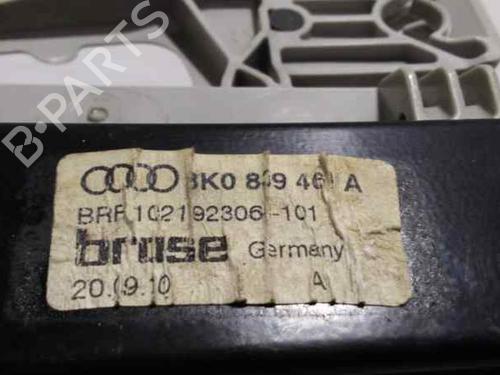 B-PARTS
8K0 839 461 A
BRF 102192306-101
brose Germany
20.09.10 A